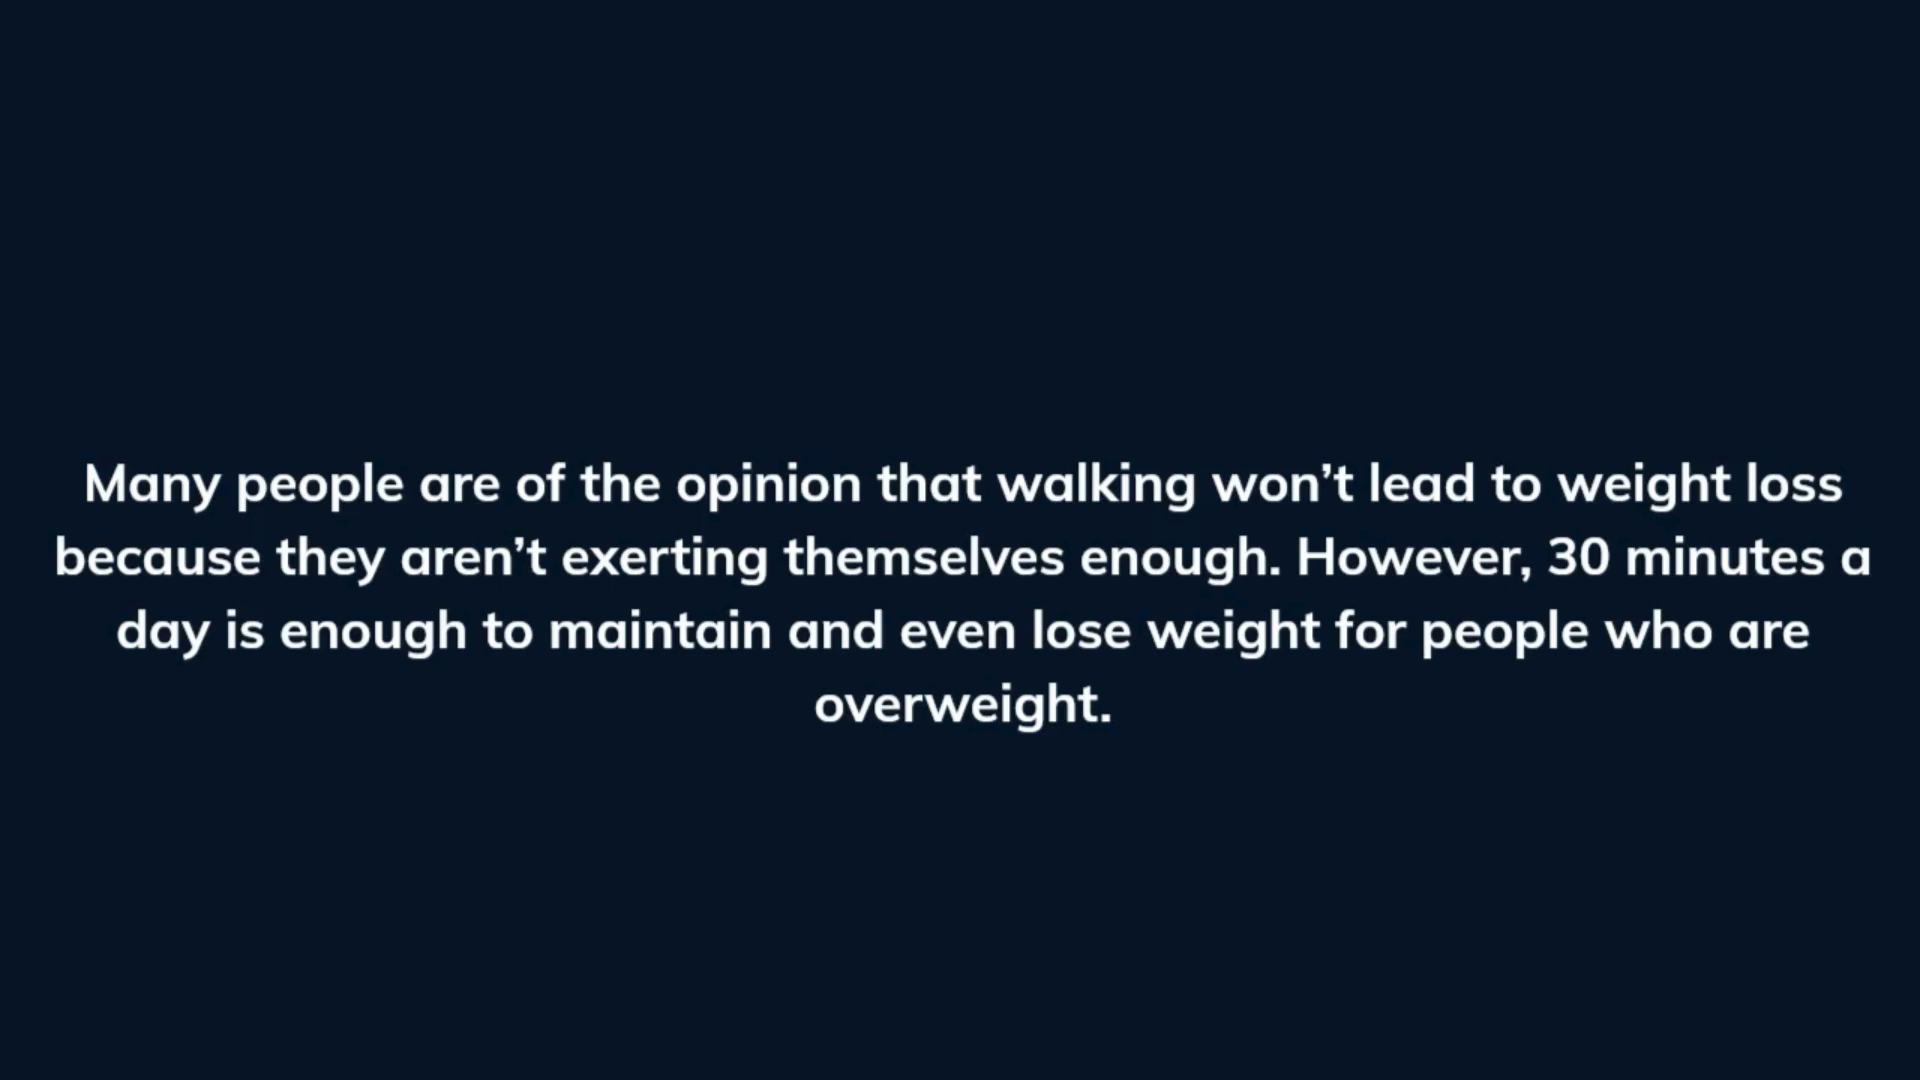 Many people are of the opinion that walking won’t lead to weight loss
because they aren’t exerting themselves enough. However, 30 minutes a
day is enough to maintain and even lose weight for people who are
overweight.